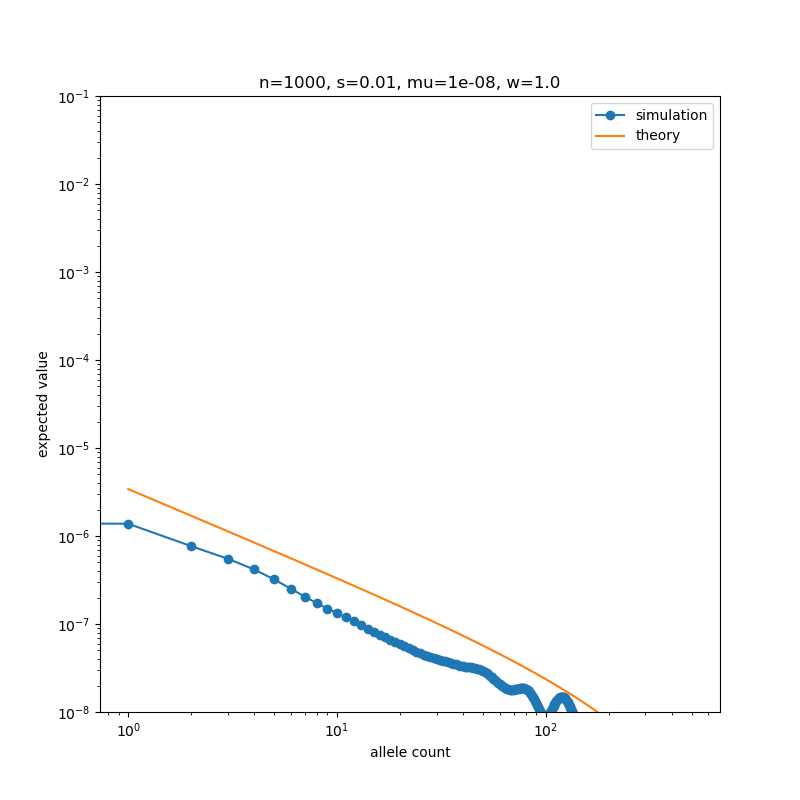 n=1000, s=0.01, mu=1e-08, w=1.0
simulation
theory
expected value
10⁻¹
10⁻²
10⁻³
10⁻⁴
10⁻⁵
10⁻⁶
10⁻⁷
10⁻⁸
10⁰ 10¹ 10²
allele count